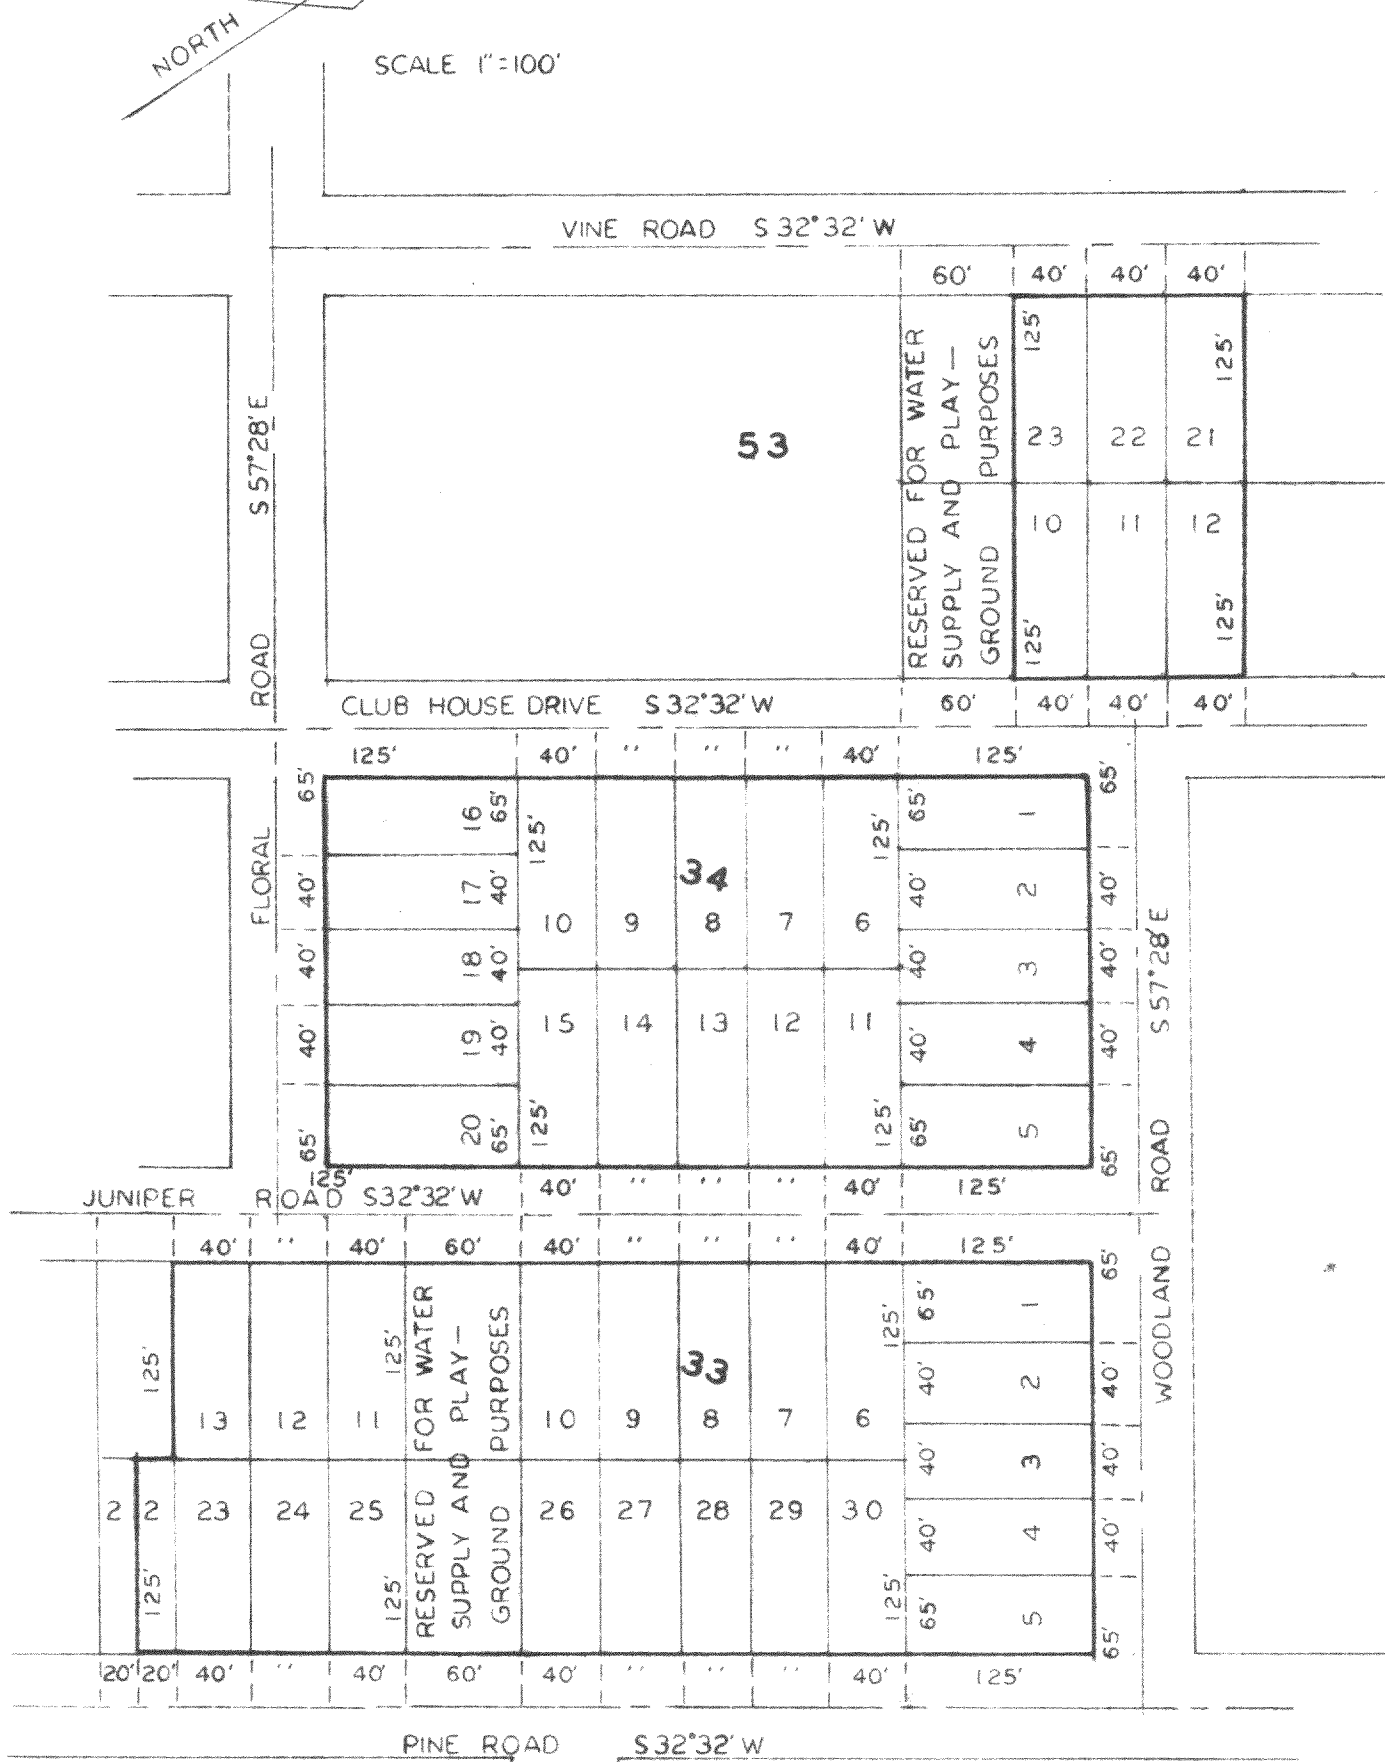 NORTH
SCALE 1"=100'
VINE ROAD S 32°32' W
60' 40' 40' 40'
S 57°28' E
FLORAL ROAD
53
RESERVED FOR WATER
SUPPLY AND PLAY—
GROUND PURPOSES
125' 125'
23 22 21
10 11 12
125' 125'
CLUB HOUSE DRIVE S 32°32' W
60' 40' 40' 40'
125' 40' " " " 40' 125'
65' 16 65' 125' 125' 65' 1 65'
34
40' 17 40' 40' 2 40'
10 9 8 7 6
40' 18 40' 40' 3 40'
15 14 13 12 11
40' 19 40' 40' 4 40'
65' 20 65' 125' 125' 65' 5 65'
S 57°28' E
WOODLAND ROAD
125' 40' " " " 40' 125'
JUNIPER ROAD S 32°32' W
40' " 40' 60' 40' " " " 40' 125'
RESERVED FOR WATER
SUPPLY AND PLAY—
GROUND PURPOSES
125' 125' 125' 65' 1 65'
33
40' 2 40'
13 12 11 10 9 8 7 6
40' 3 40'
2 2 23 24 25 26 27 28 29 30
40' 4 40'
125' 125' 125' 65' 5 65'
20' 20' 40' " 40' 60' 40' " " " 40' 125'
PINE ROAD S 32°32' W